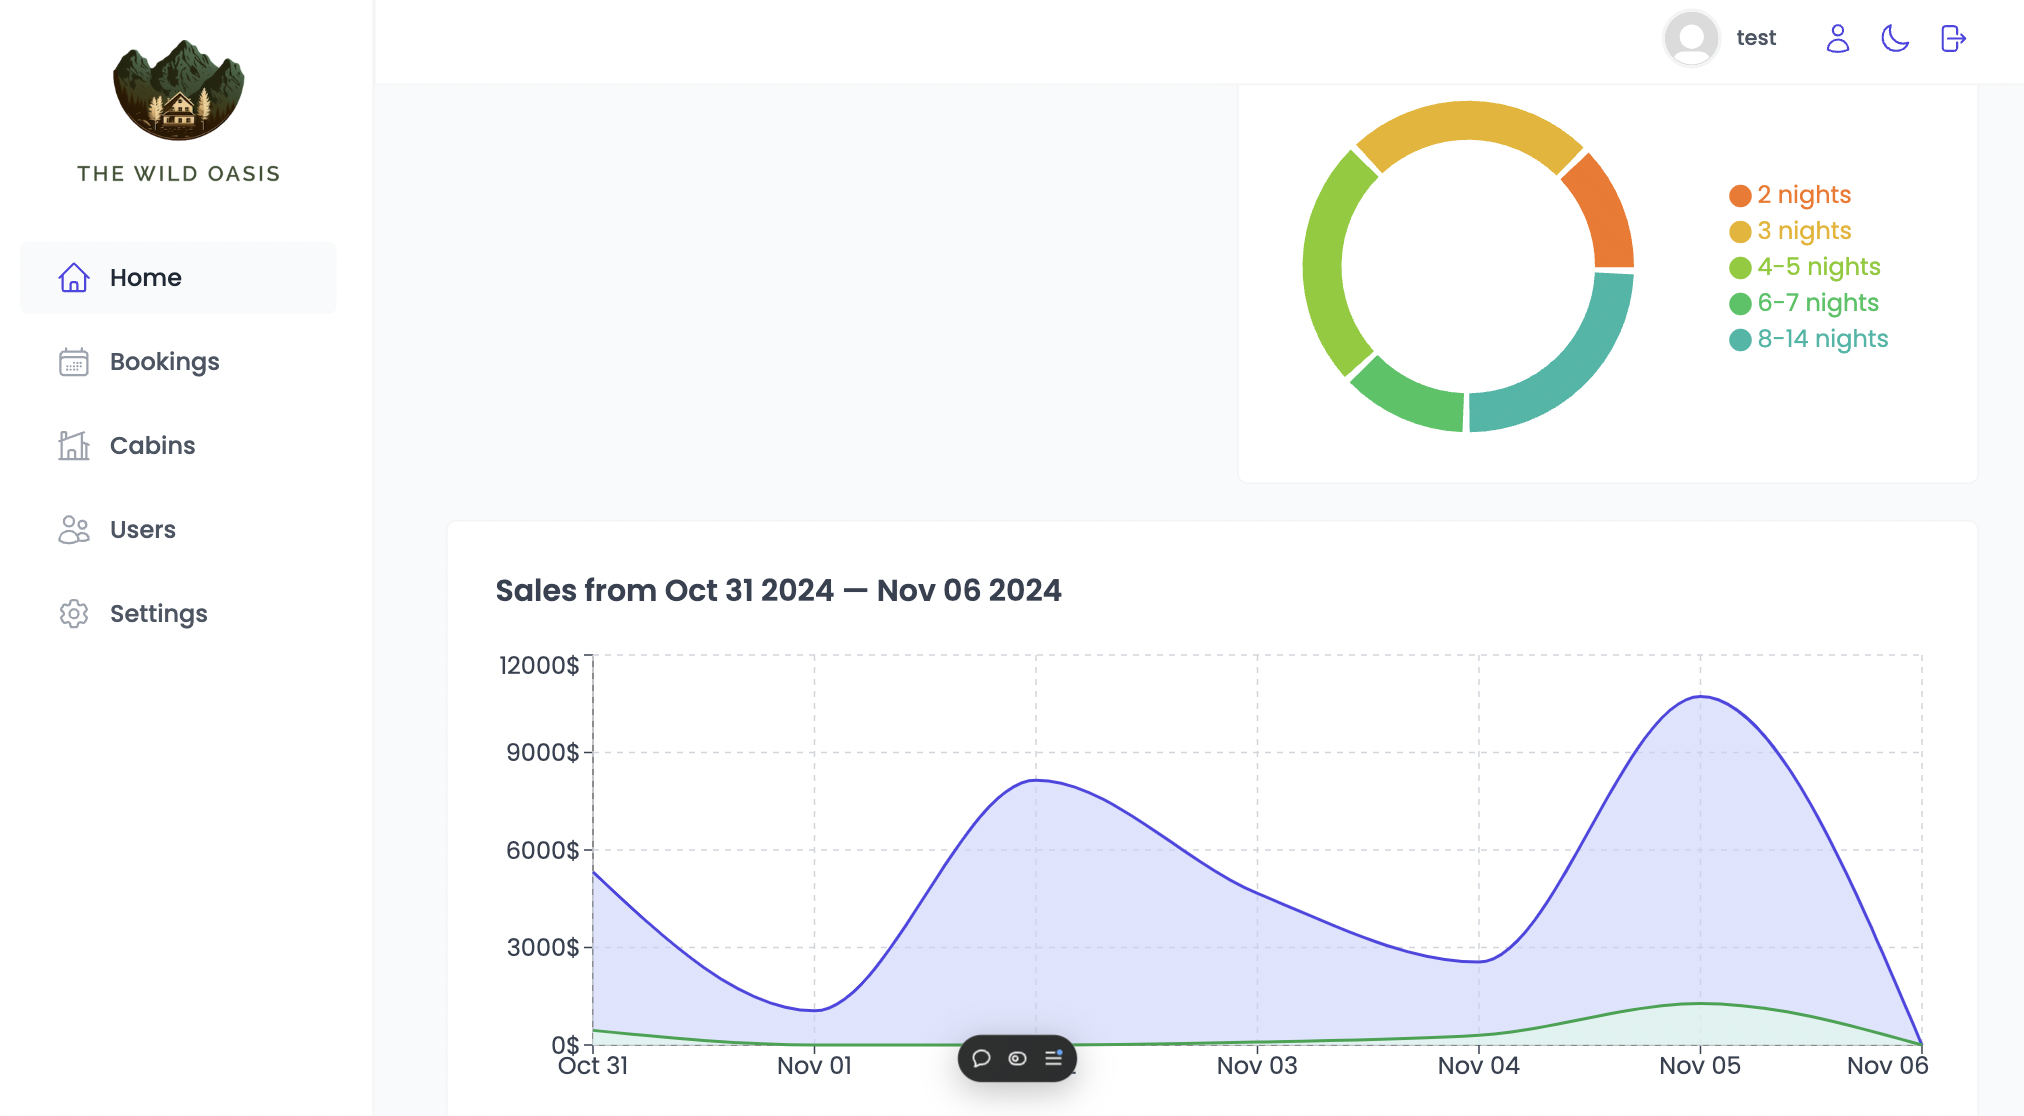 THE WILD OASIS
Home
Bookings
Cabins
Users
Settings
test
2 nights
3 nights
4-5 nights
6-7 nights
8-14 nights
Sales from Oct 31 2024 — Nov 06 2024
12000$
9000$
6000$
3000$
0$
Oct 31
Nov 01
Nov 03
Nov 04
Nov 05
Nov 06